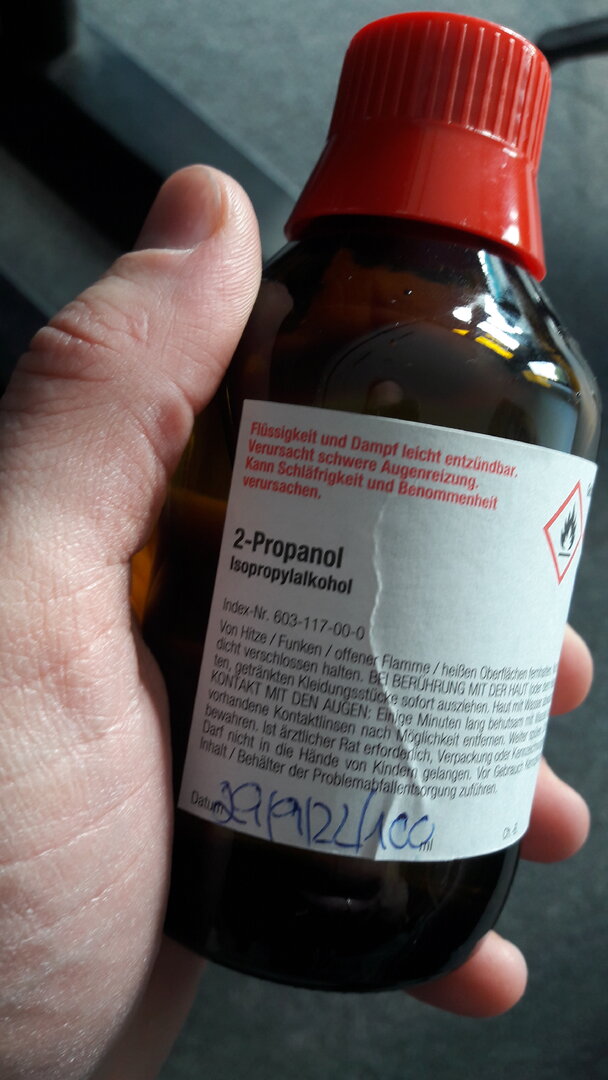 Flüssigkeit und Dampf leicht entzündbar.
Verursacht schwere Augenreizung.
Kann Schläfrigkeit und Benommenheit
verursachen.
2-Propanol
Isopropylalkohol
Index-Nr. 603-117-00-0
Von Hitze / Funken / offener Flamme / heißen Oberflächen
dicht verschlossen halten. BEI BERÜHRUNG MIT DER HAUT
ten, getränkten Kleidungsstücke sofort ausziehen. Haut mit Wasser
KONTAKT MIT DEN AUGEN: Einige Minuten lang behutsam mit
vorhandene Kontaktlinsen nach Möglichkeit entfernen. Weiter
bewahren. Ist ärztlicher Rat erforderlich, Verpackung oder
Darf nicht in die Hände von Kindern gelangen. Vor Gebrauch
Inhalt / Behälter der Problemabfallentsorgung zuführen.
Datum 29/9/22/100 ml
Ch.-B.